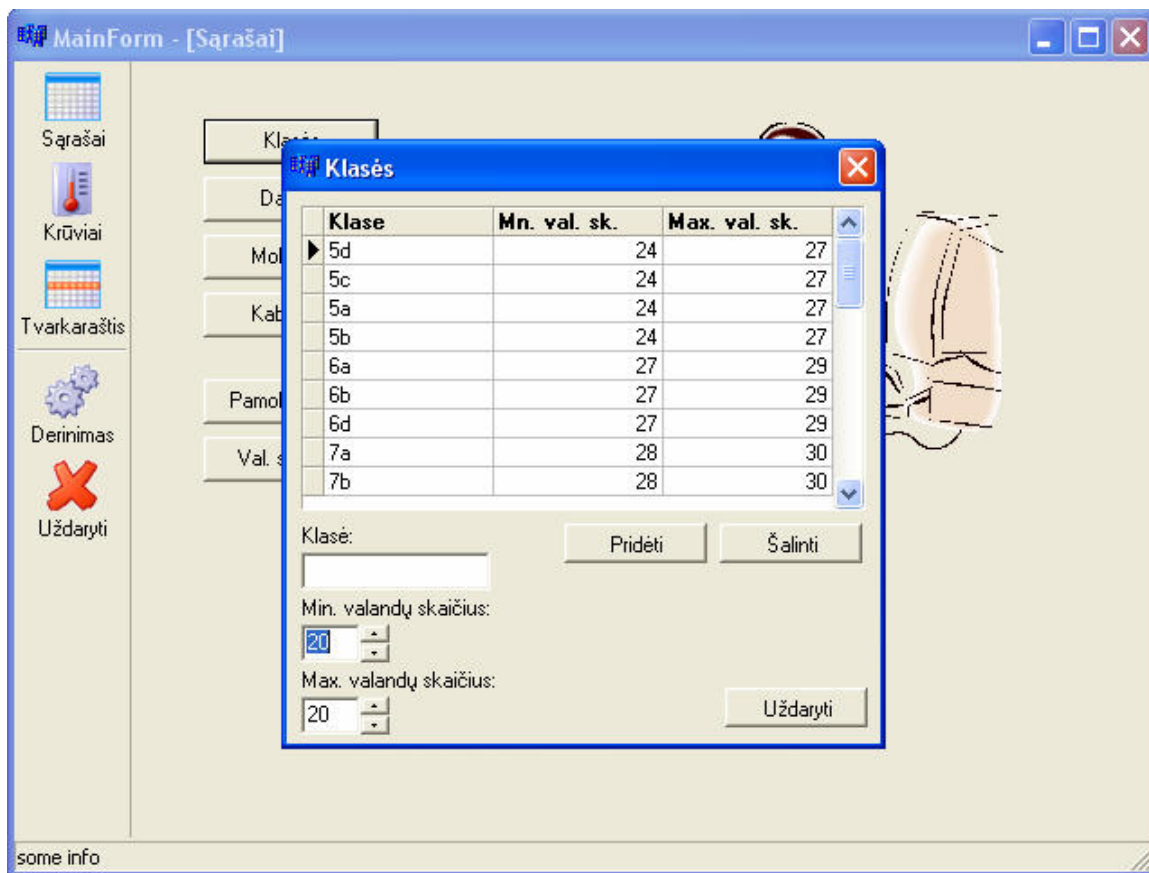 MainForm - [Sąrašai]
Sąrašai
Krūviai
Tvarkaraštis
Derinimas
Uždaryti
Klasės
Klase Mn. val. sk. Max. val. sk.
5d 24 27
5c 24 27
5a 24 27
5b 24 27
6a 27 29
6b 27 29
6d 27 29
7a 28 30
7b 28 30
Klasė:
Pridėti Šalinti
Min. valandų skaičius:
20
Max. valandų skaičius:
20
Uždaryti
some info